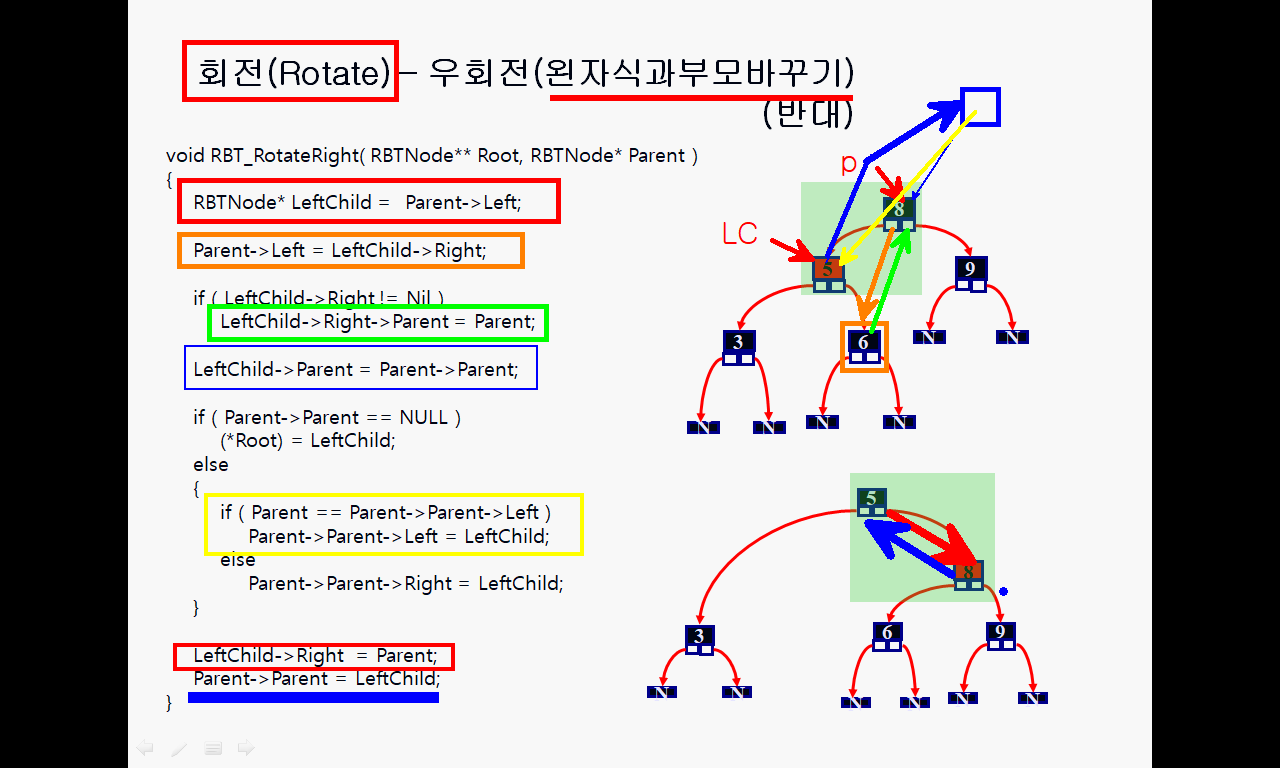 회전(Rotate) – 우회전(왼자식과부모바꾸기)
(반대)
void RBT_RotateRight( RBTNode** Root, RBTNode* Parent )
{
RBTNode* LeftChild = Parent->Left;
Parent->Left = LeftChild->Right;
if ( LeftChild->Right != Nil )
LeftChild->Right->Parent = Parent;
LeftChild->Parent = Parent->Parent;
if ( Parent->Parent == NULL )
(*Root) = LeftChild;
else
{
if ( Parent == Parent->Parent->Left )
Parent->Parent->Left = LeftChild;
else
Parent->Parent->Right = LeftChild;
}
LeftChild->Right = Parent;
Parent->Parent = LeftChild;
}
p
8
LC
5
9
3
6
N
N
N
N
N
N
5
8
3
6
9
N
N
N
N
N
N